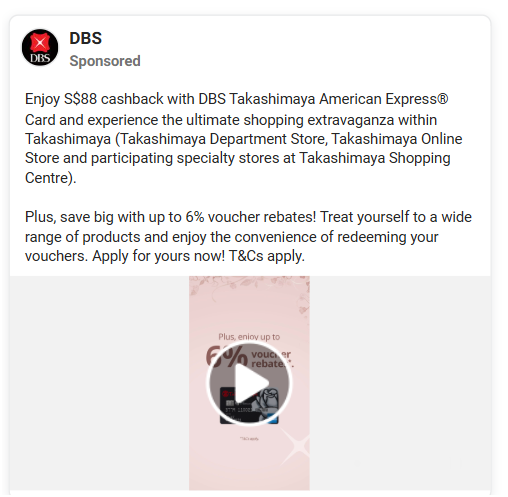 DBS
DBS
Sponsored
Enjoy S$88 cashback with DBS Takashimaya American Express®
Card and experience the ultimate shopping extravaganza within
Takashimaya (Takashimaya Department Store, Takashimaya Online
Store and participating specialty stores at Takashimaya Shopping
Centre).
Plus, save big with up to 6% voucher rebates! Treat yourself to a wide
range of products and enjoy the convenience of redeeming your
vouchers. Apply for yours now! T&Cs apply.
Plus, enjoy up to
6% voucher
rebates*.
*T&Cs apply.